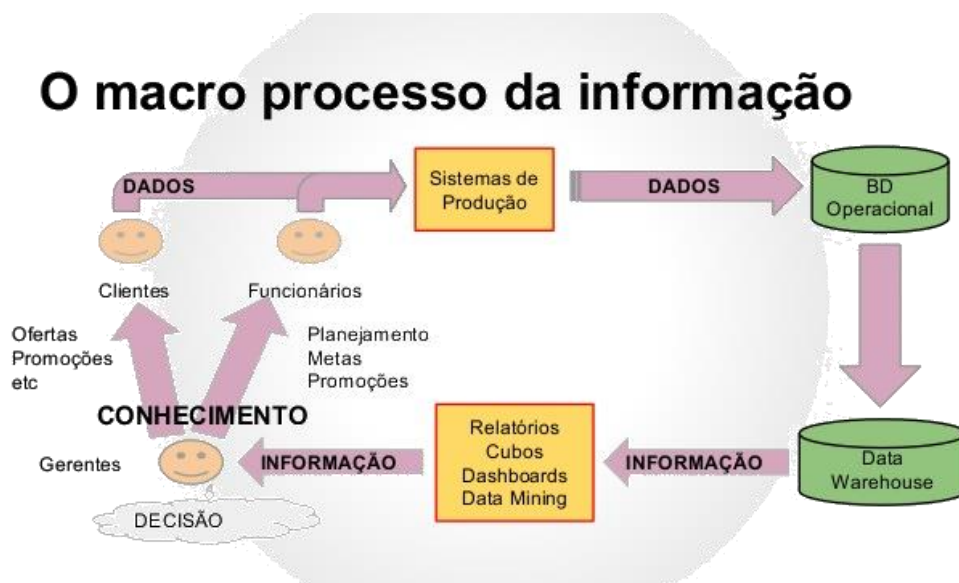 O macro processo da informação
DADOS
Sistemas de
Produção
DADOS
BD
Operacional
Clientes
Funcionários
Ofertas
Promoções
etc
Planejamento
Metas
Promoções
CONHECIMENTO
Gerentes
INFORMAÇÃO
Relatórios
Cubos
Dashboards
Data Mining
INFORMAÇÃO
Data
Warehouse
DECISÃO